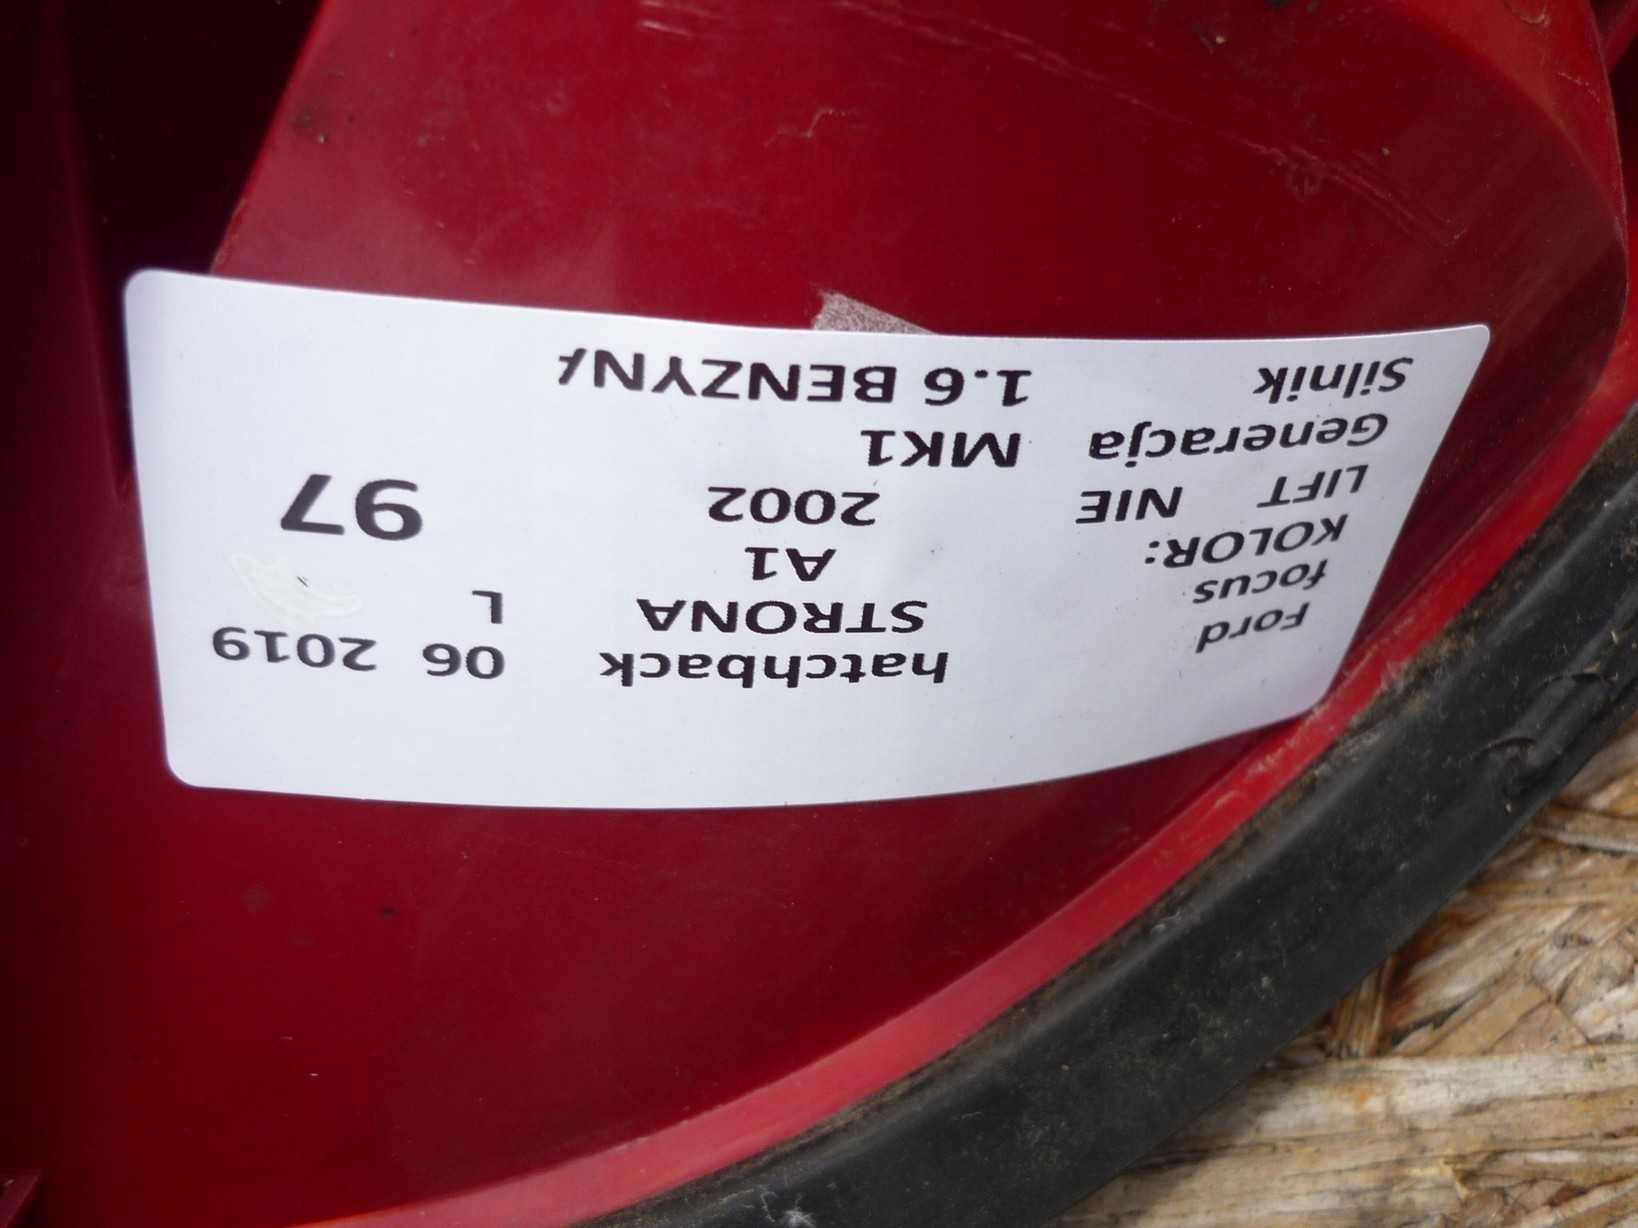 Ford hatchback 06 2019
focus STRONA L
KOLOR: A1
LIFT NIE 2002 97
Generacja MK1
Silnik 1.6 BENZYNA